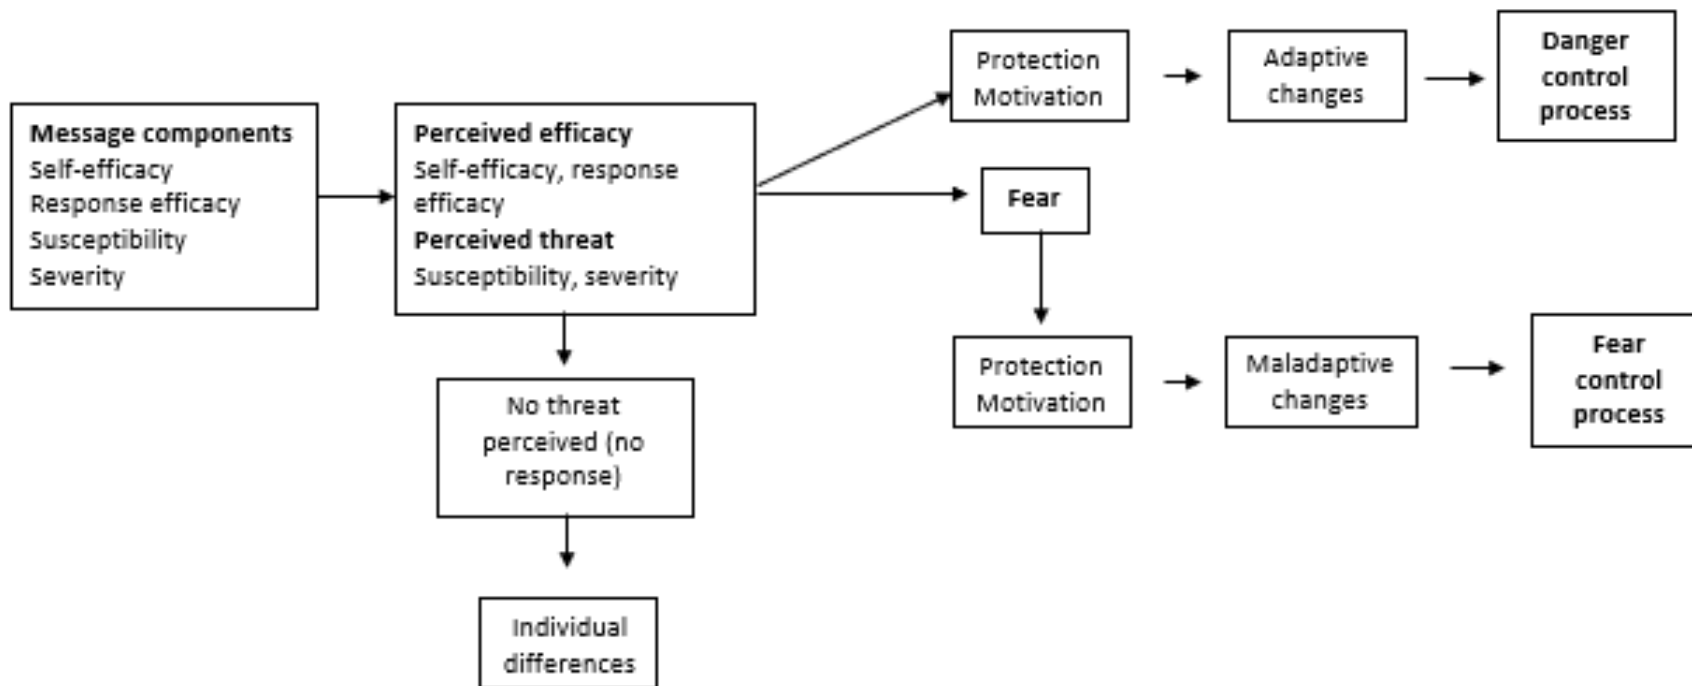 Message components
Self-efficacy
Response efficacy
Susceptibility
Severity
Perceived efficacy
Self-efficacy, response
efficacy
Perceived threat
Susceptibility, severity
No threat
perceived (no
response)
Individual
differences
Protection
Motivation
Adaptive
changes
Danger
control
process
Fear
Protection
Motivation
Maladaptive
changes
Fear
control
process